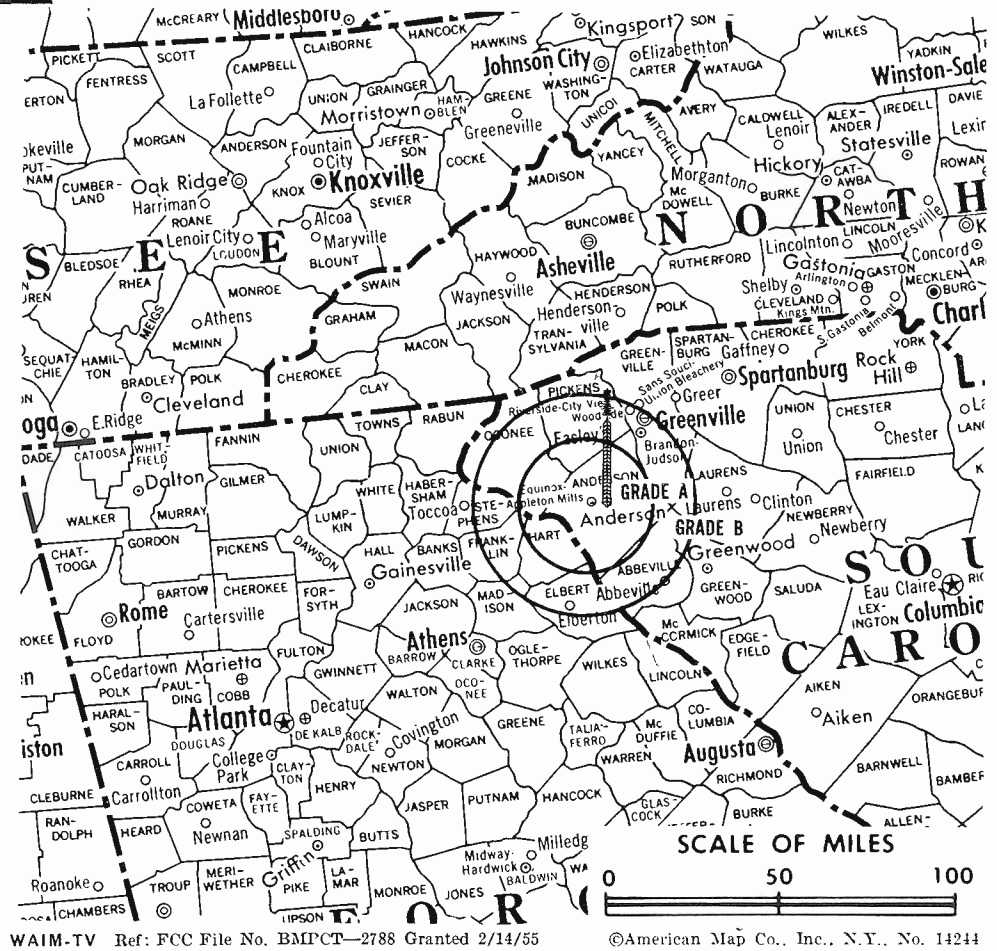 McCREARY
Middlesboro
HANCOCK
Kingsport
SON
WILKES
PICKETT
SCOTT
CLAIBORNE
HAWKINS
Elizabethton
YADKIN
FENTRESS
CAMPBELL
Johnson City
CARTER
WATAUGA
Winston-Sale
ERTON
La Follette
UNION
GRAINGER
GREENE
WASHING-
TON
UNICOI
AVERY
CALDWELL
ALEX-
ANDER
IREDELL
DAVIE
Morristown
HAM-
BLEN
Greeneville
MITCHELL
Lenoir
Statesville
Lexin
okeville
MORGAN
ANDERSON
Fountain
City
JEFFER-
SON
COCKE
YANCEY
Hickory
ROWAN
PUT-
NAM
CUMBER-
LAND
Oak Ridge
Harriman
KNOX
Knoxville
MADISON
Morganton
BURKE
CAT-
AWBA
SEVIER
Mc
DOWELL
Newton
ROANE
Alcoa
BUNCOMBE
LINCOLN
Mooresville
Lenoir City
LOUDON
Maryville
BLOUNT
N O R T H
Lincolnton
Concord
S E E
BLEDSOE
RHEA
HAYWOOD
Asheville
RUTHERFORD
Gastonia
GASTON
MECKLEN-
BURG
MONROE
SWAIN
Waynesville
HENDERSON
Shelby
Arlington
MEIGS
Athens
GRAHAM
JACKSON
Henderson-
ville
POLK
CLEVELAND
Kings Mtn.
S. Gastonia
Belmont
Charl
McMINN
MACON
TRAN-
SYLVANIA
CHEROKEE
YORK
SEQUAT-
CHIE
HAMIL-
TON
GREEN-
VILLE
SPARTAN-
BURG
Gaffney
Rock
Hill
BRADLEY
POLK
CHEROKEE
CLAY
PICKENS
Sans Souci-
Union Bleachery
Spartanburg
Cleveland
Riverside-City View
Woodside
Greer
oga
E.Ridge
TOWNS
RABUN
OCONEE
Greenville
UNION
CHESTER
DADE
CATOOSA
WHIT-
FIELD
FANNIN
UNION
Easley
Brandon-
Judson
Union
Chester
Dalton
GILMER
WHITE
HABER-
SHAM
Equinox-
Appleton Mills
ANDERSON
LAURENS
FAIRFIELD
WALKER
MURRAY
LUMP-
KIN
Toccoa
STE-
PHENS
GRADE A
Laurens
Clinton
Anderson
NEWBERRY
CHAT-
TOOGA
GORDON
PICKENS
DAWSON
HALL
BANKS
FRANK-
LIN
HART
GRADE B
Newberry
Greenwood
Gainesville
S O U
BARTOW
CHEROKEE
FOR-
SYTH
MAD-
ISON
ELBERT
ABBEVILLE
Abbeville
GREEN-
WOOD
SALUDA
Eau Claire
Rome
JACKSON
Elberton
LEX-
INGTON
Columbia
OKEE
FLOYD
Cartersville
Mc
CORMICK
EDGE-
FIELD
FULTON
Athens
C A R O
Cedartown
Marietta
GWINNETT
BARROW
CLARKE
OGLE-
THORPE
WILKES
LINCOLN
AIKEN
POLK
PAUL-
DING
COBB
OCO-
NEE
ORANGEBUR
HARAL-
SON
Atlanta
Decatur
WALTON
GREENE
CO-
LUMBIA
Aiken
DE KALB
ROCK-
DALE
Covington
TALIA-
FERRO
Mc
DUFFIE
iston
DOUGLAS
MORGAN
Augusta
CARROLL
College
Park
CLAY-
TON
NEWTON
WARREN
RICHMOND
BARNWELL
CLEBURNE
Carrollton
HENRY
JASPER
PUTNAM
HANCOCK
GLAS-
COCK
BURKE
BAMBER
COWETA
FAY-
ETTE
ALLEN-
RAN-
DOLPH
HEARD
Newnan
SPALDING
BUTTS
Griffin
Milledg
SCALE OF MILES
Midway-
Hardwick
BALDWIN
Roanoke
TROUP
MERI-
WETHER
PIKE
LA-
MAR
MONROE
JONES
0 50 100
CHAMBERS
UPSON
E O R
WAIM-TV Ref: FCC File No. BMPCT—2788 Granted 2/14/55
©American Map Co., Inc., N.Y., No. 14244